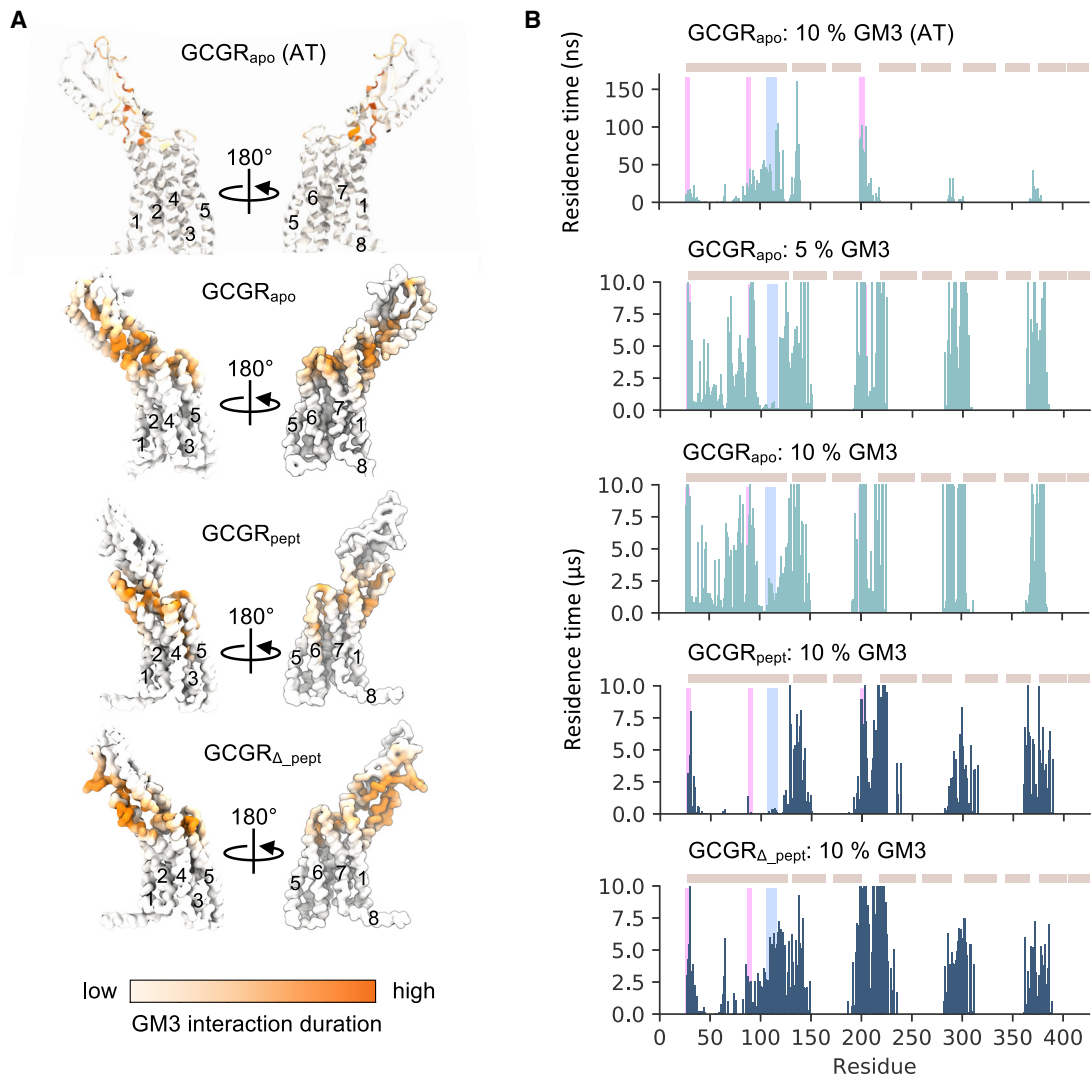 A
GCGRapo (AT)
180°
1 2 4 3 5
5 6 7 1 8
GCGRapo
180°
1 2 4 3 5
5 6 7 1 8
GCGRpept
180°
1 2 4 3 5
5 6 7 1 8
GCGRΔ_pept
180°
1 2 4 3 5
5 6 7 1 8
low high
GM3 interaction duration
B
GCGRapo: 10 % GM3 (AT)
Residence time (ns)
150
100
50
0
GCGRapo: 5 % GM3
10.0
7.5
5.0
2.5
0.0
GCGRapo: 10 % GM3
Residence time (µs)
10.0
7.5
5.0
2.5
0.0
GCGRpept: 10 % GM3
10.0
7.5
5.0
2.5
0.0
GCGRΔ_pept: 10 % GM3
10.0
7.5
5.0
2.5
0.0
0 50 100 150 200 250 300 350 400
Residue